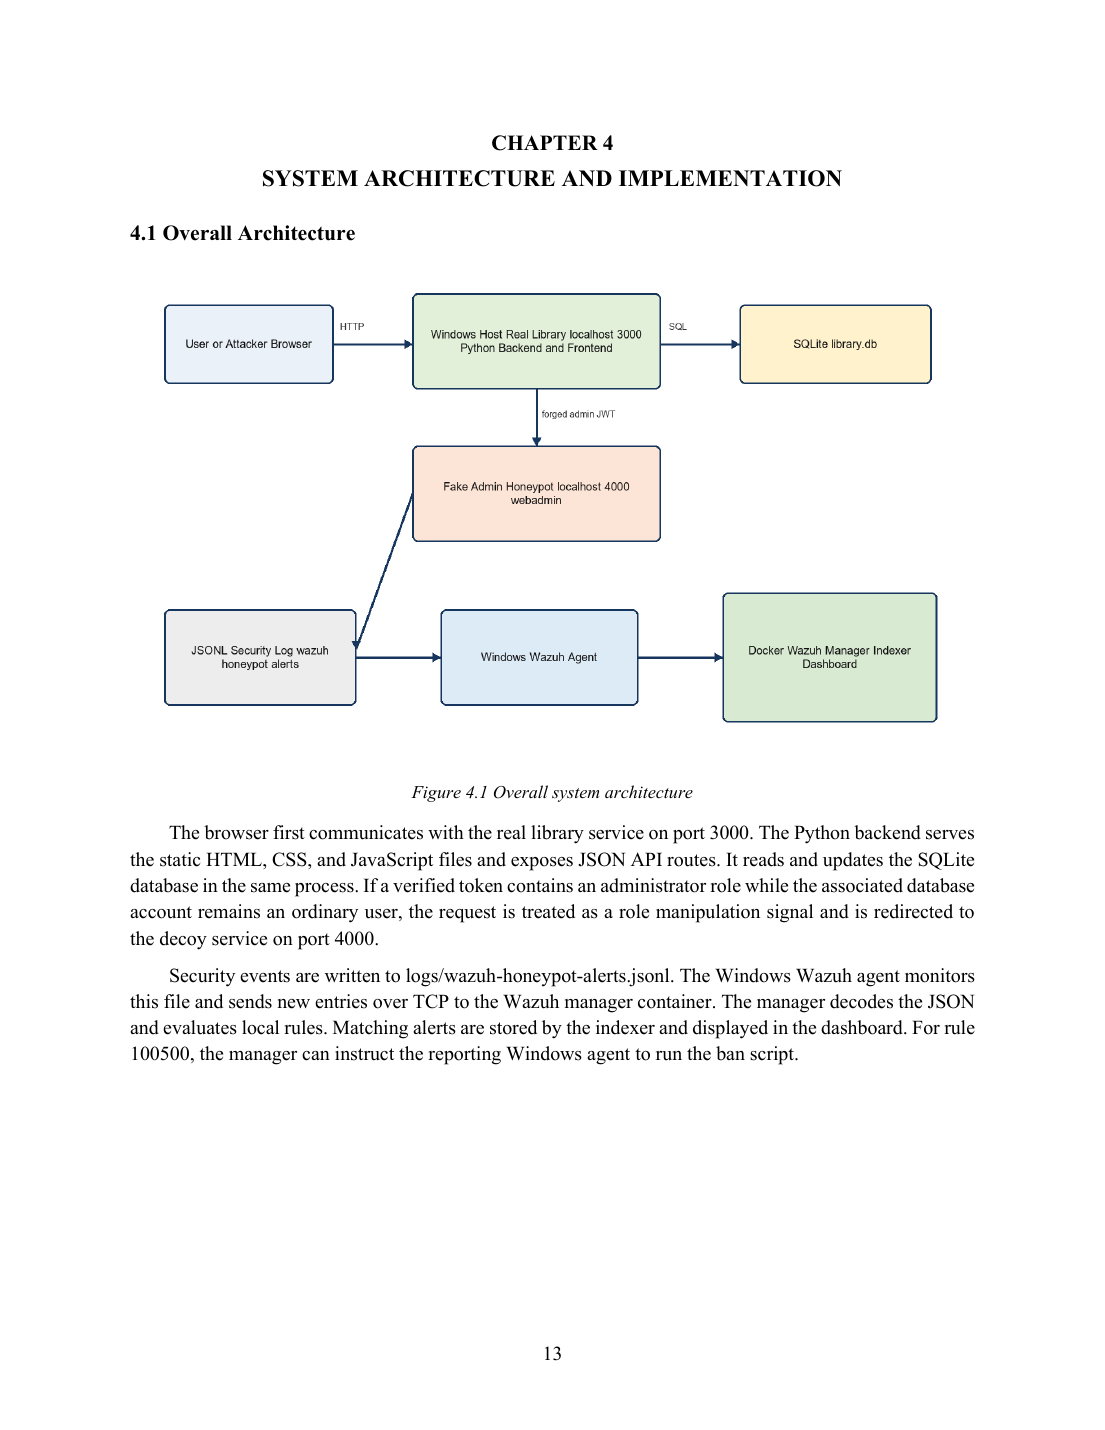 CHAPTER 4
SYSTEM ARCHITECTURE AND IMPLEMENTATION
4.1 Overall Architecture
User or Attacker Browser
HTTP
Windows Host Real Library localhost 3000
Python Backend and Frontend
SQL
SQLite library.db
forged admin JWT
Fake Admin Honeypot localhost 4000
webadmin
JSONL Security Log wazuh
honeypot alerts
Windows Wazuh Agent
Docker Wazuh Manager Indexer
Dashboard
Figure 4.1 Overall system architecture
The browser first communicates with the real library service on port 3000. The Python backend serves
the static HTML, CSS, and JavaScript files and exposes JSON API routes. It reads and updates the SQLite
database in the same process. If a verified token contains an administrator role while the associated database
account remains an ordinary user, the request is treated as a role manipulation signal and is redirected to
the decoy service on port 4000.
Security events are written to logs/wazuh-honeypot-alerts.jsonl. The Windows Wazuh agent monitors
this file and sends new entries over TCP to the Wazuh manager container. The manager decodes the JSON
and evaluates local rules. Matching alerts are stored by the indexer and displayed in the dashboard. For rule
100500, the manager can instruct the reporting Windows agent to run the ban script.
13